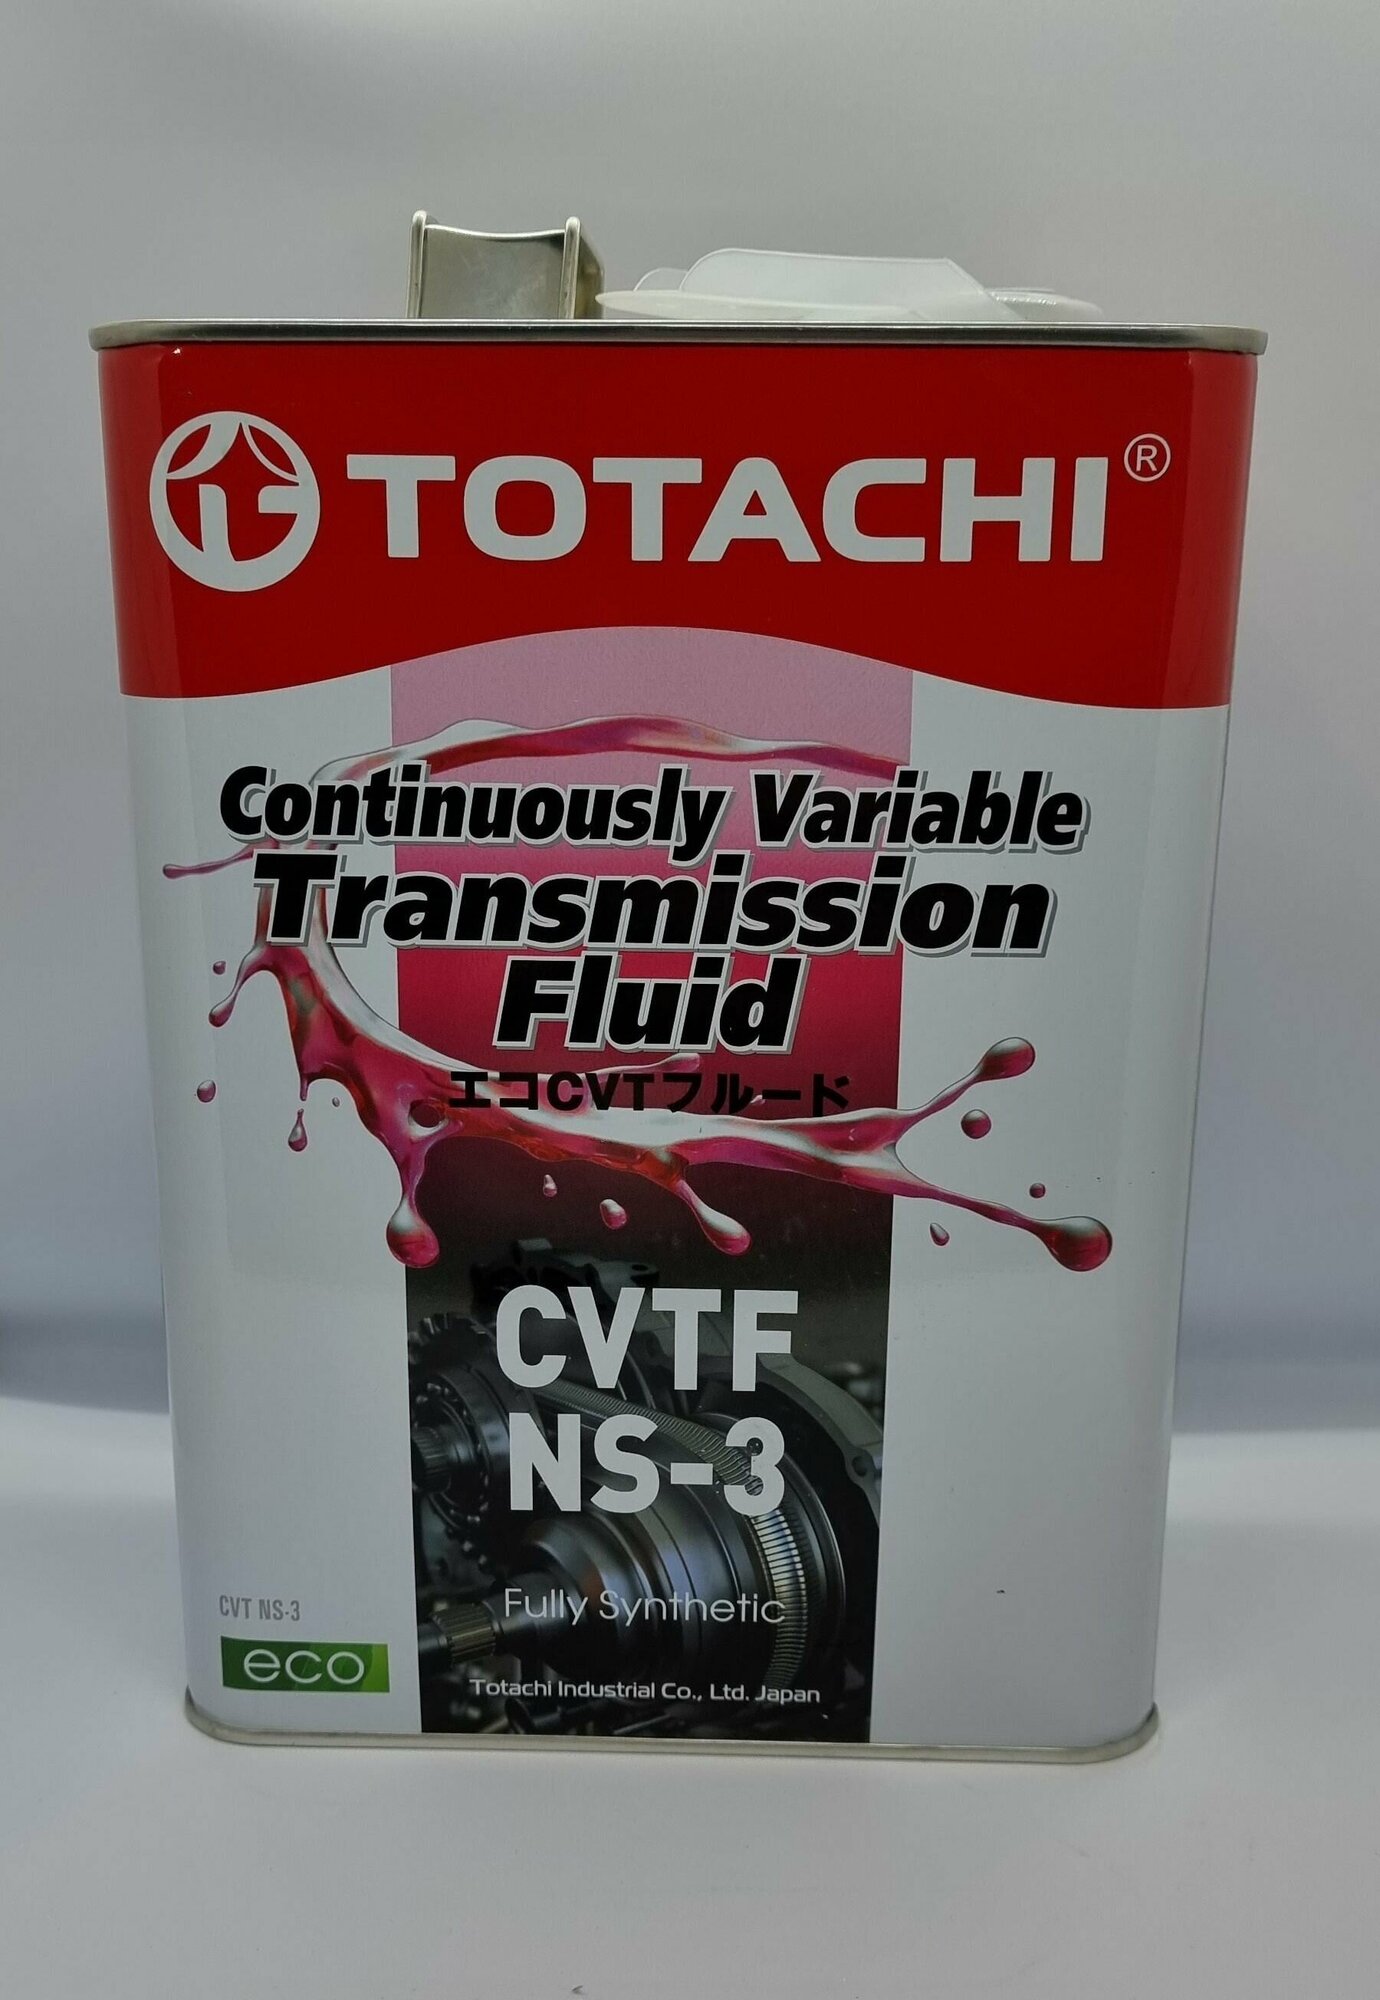 TOTACHI®
Continuously Variable
Transmission
Fluid
エコCVTフルード
CVTF
NS-3
Fully Synthetic
CVT NS-3
eco
Totachi Industrial Co., Ltd. Japan